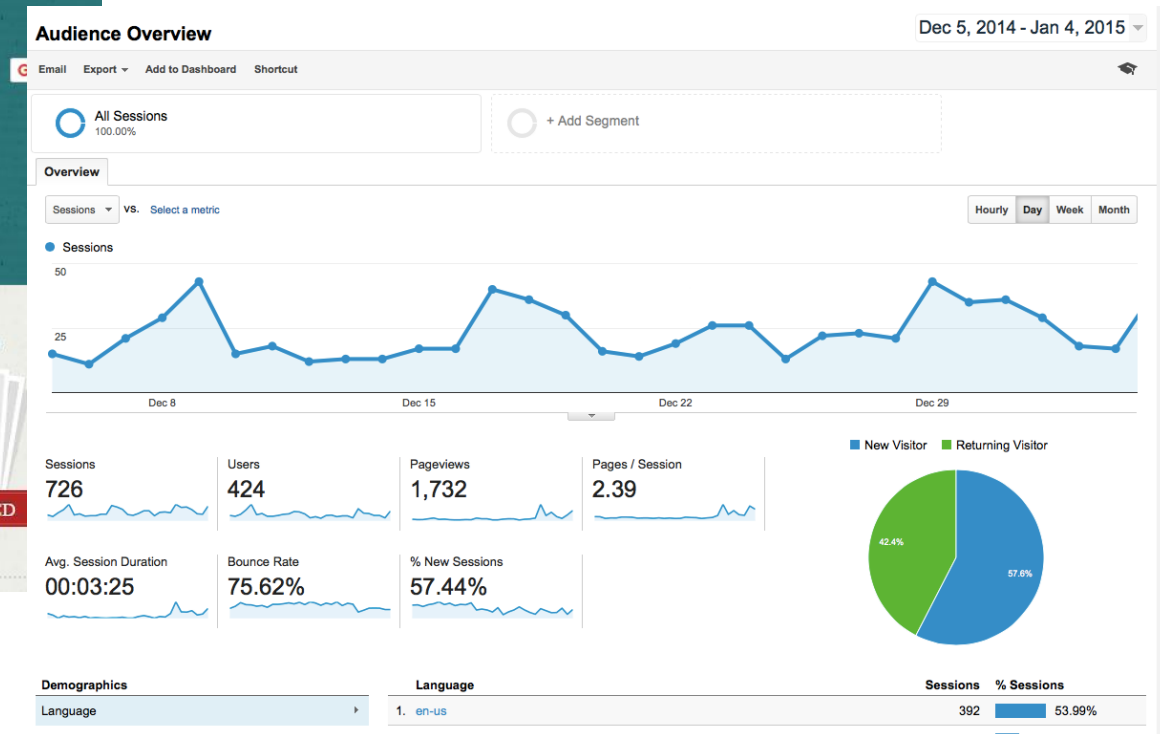 Audience Overview
Dec 5, 2014 - Jan 4, 2015
G
Email Export Add to Dashboard Shortcut
All Sessions
100.00%
+ Add Segment
Overview
Sessions VS. Select a metric
Hourly Day Week Month
Sessions
50
25
Dec 8 Dec 15 Dec 22 Dec 29
New Visitor Returning Visitor
Sessions Users Pageviews Pages / Session
726 424 1,732 2.39
CD
42.4%
57.6%
Avg. Session Duration Bounce Rate % New Sessions
00:03:25 75.62% 57.44%
Demographics Language Sessions % Sessions
Language 1. en-us 392 53.99%